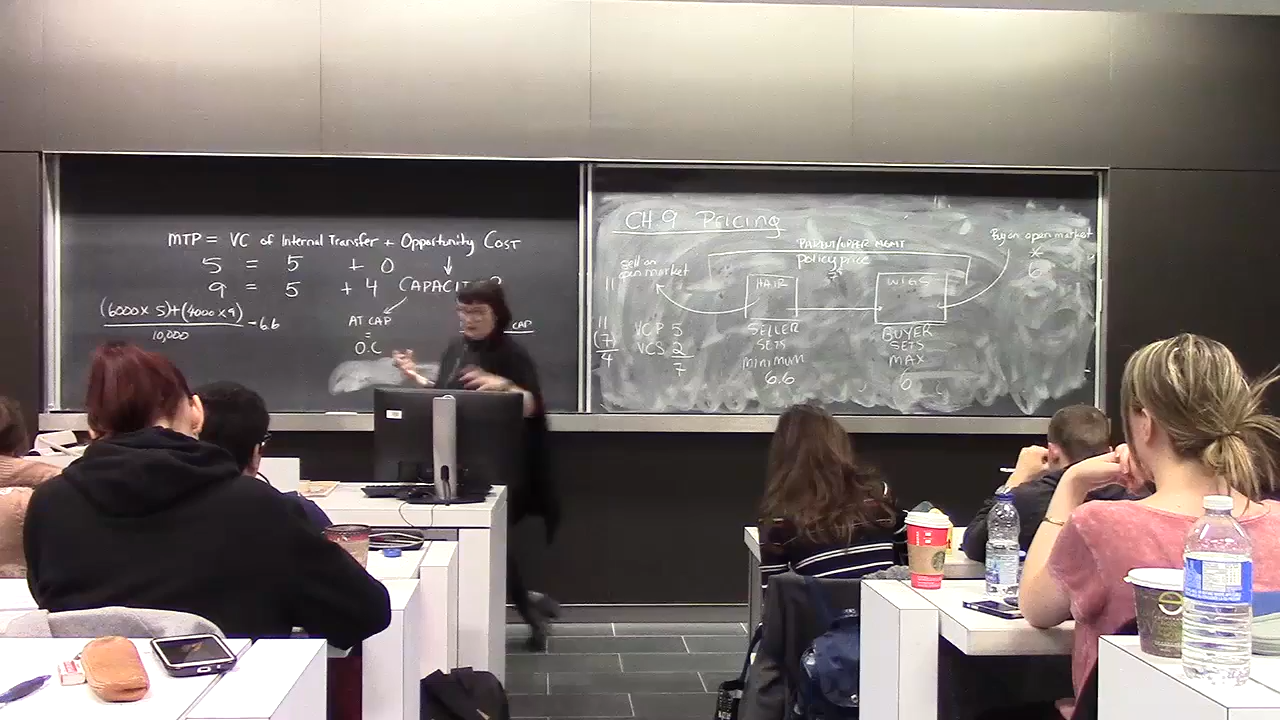 MTP = VC of Internal Transfer + Opportunity Cost
5 = 5 + 0
9 = 5 + 4 CAPACITY?
(6000 x 5) + (4000 x 9)
10,000
= 6.6
AT CAP
=
O.C
CAP
CH 9 Pricing
PARENT/UPPER MGMT
policy price
Buy on open market
6
sell on
open market
11
HAIR
WIGS
11
(7)
4
VCP 5
VCS 2
7
SELLER
SETS
MINIMUM
6.6
BUYER
SETS
MAX
6